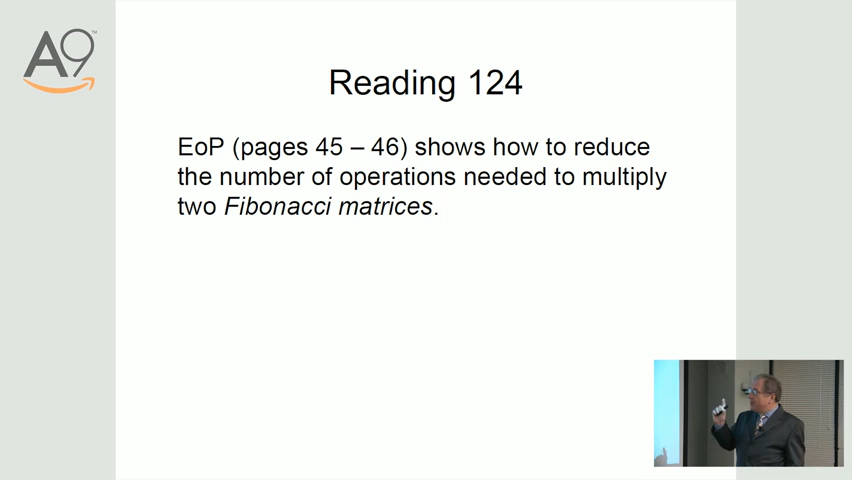 A9™
Reading 124
EoP (pages 45 – 46) shows how to reduce
the number of operations needed to multiply
two Fibonacci matrices.